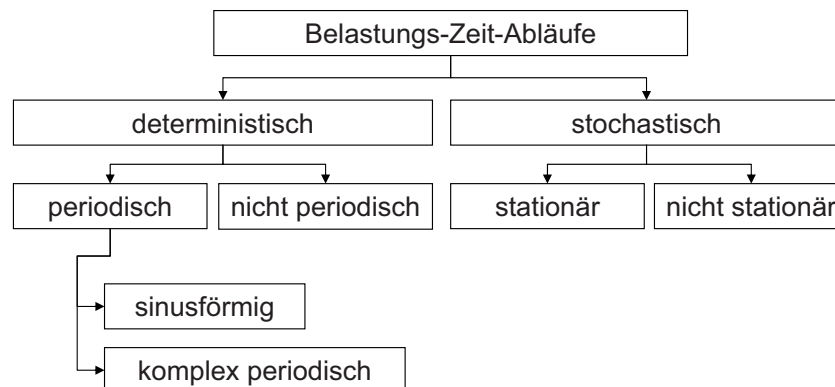 Belastungs-Zeit-Abläufe
deterministisch
stochastisch
periodisch
nicht periodisch
stationär
nicht stationär
sinusförmig
komplex periodisch